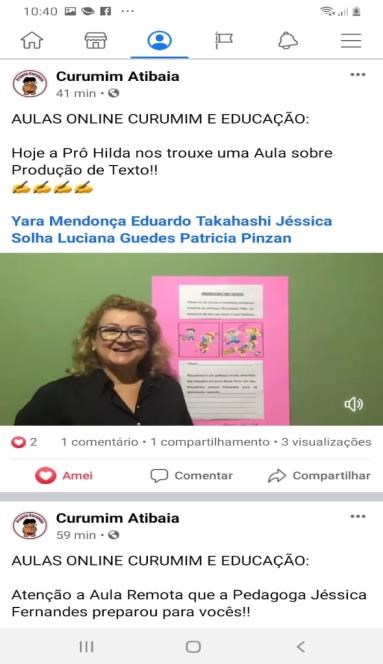 10:40
Curumim Atibaia
41 min
AULAS ONLINE CURUMIM E EDUCAÇÃO:
Hoje a Prô Hilda nos trouxe uma Aula sobre
Produção de Texto!!
Yara Mendonça Eduardo Takahashi Jéssica
Solha Luciana Guedes Patricia Pinzan
PRODUÇÃO DE TEXTO
2
1 comentário • 1 compartilhamento • 3 visualizações
Amei Comentar Compartilhar
Curumim Atibaia
59 min
AULAS ONLINE CURUMIM E EDUCAÇÃO:
Atenção a Aula Remota que a Pedagoga Jéssica
Fernandes preparou para vocês!!